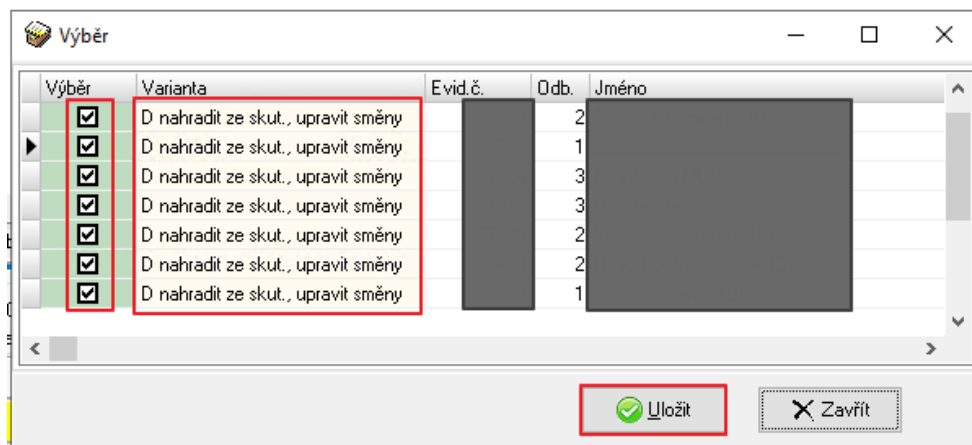 Výběr
Výběr Varianta Evid.č. Odb. Jméno
D nahradit ze skut., upravit směny 2
D nahradit ze skut., upravit směny 1
D nahradit ze skut., upravit směny 3
D nahradit ze skut., upravit směny 3
D nahradit ze skut., upravit směny 2
D nahradit ze skut., upravit směny 2
D nahradit ze skut., upravit směny 1
Uložit Zavřít